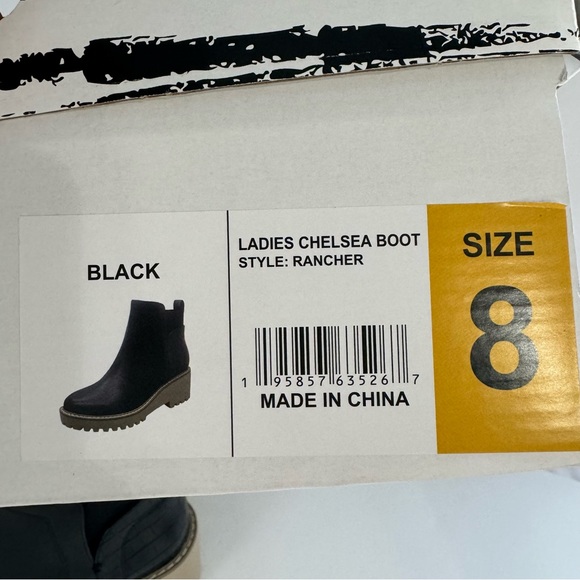 BLACK
LADIES CHELSEA BOOT
STYLE: RANCHER
1 95857 63526 7
MADE IN CHINA
SIZE
8